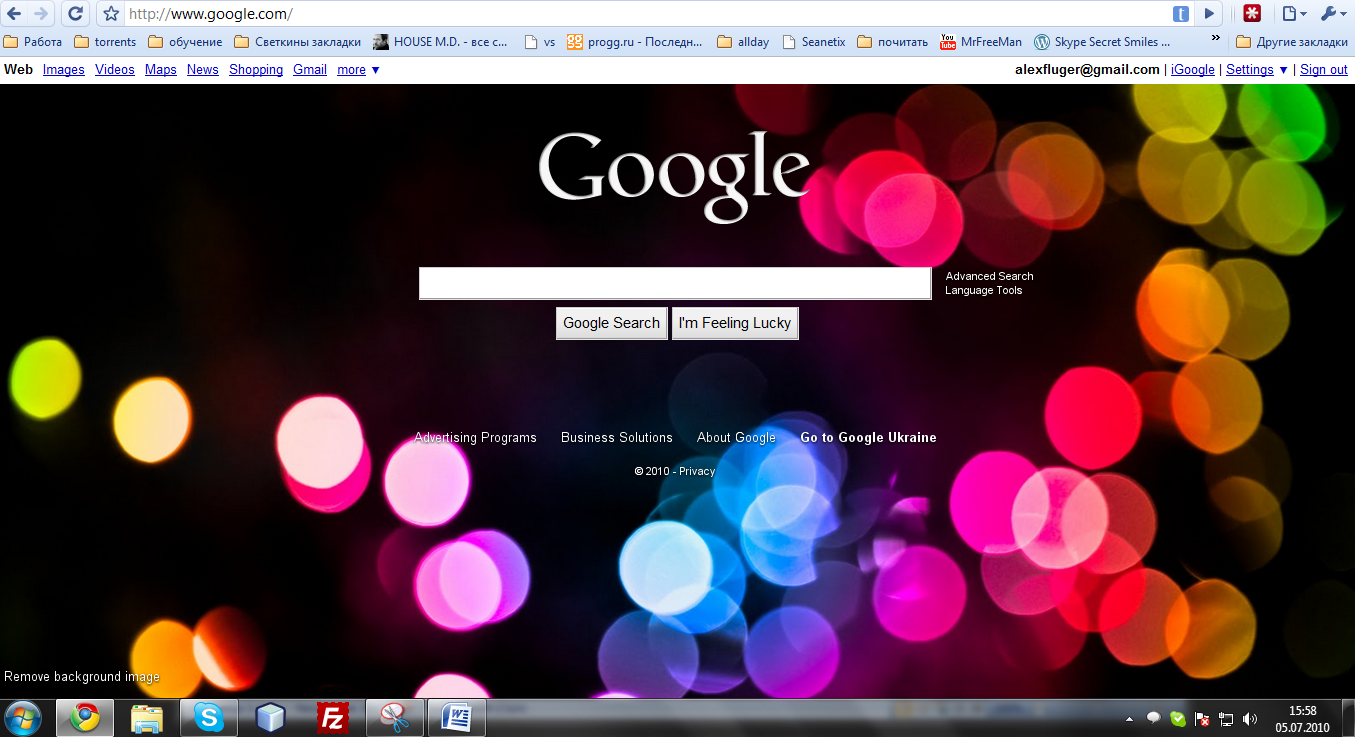 http://www.google.com/
t
Работа torrents обучение Светкины закладки HOUSE M.D. - все с... vs progg.ru - Последн... allday Seanetix почитать MrFreeMan Skype Secret Smiles ... » Другие закладки
Web Images Videos Maps News Shopping Gmail more ▼ alexfluger@gmail.com | iGoogle | Settings ▼ | Sign out
Google
Advanced Search
Language Tools
Google Search I'm Feeling Lucky
Advertising Programs Business Solutions About Google Go to Google Ukraine
© 2010 - Privacy
Remove background image
15:58
05.07.2010